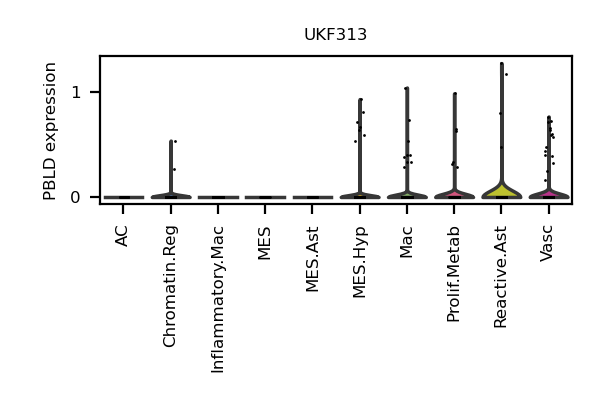 UKF313
PBLD expression
1
0
AC
Chromatin.Reg
Inflammatory.Mac
MES
MES.Ast
MES.Hyp
Mac
Prolif.Metab
Reactive.Ast
Vasc